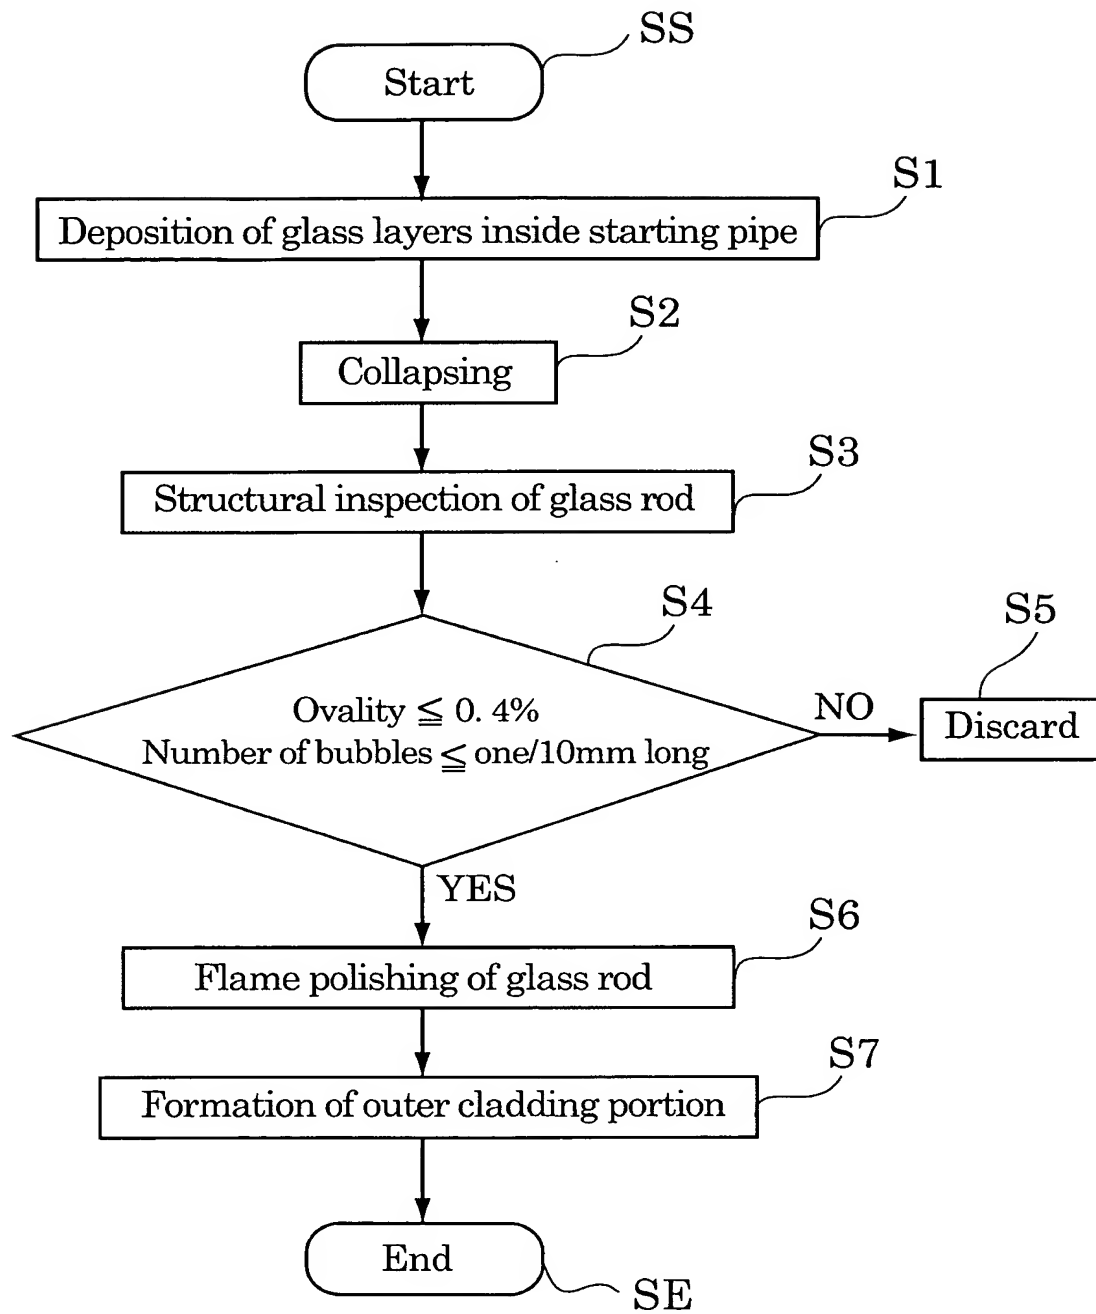 SS
Start
S1
Deposition of glass layers inside starting pipe
S2
Collapsing
S3
Structural inspection of glass rod
S4
S5
Ovality ≦ 0. 4%
Number of bubbles ≦ one/10mm long
NO
Discard
YES
S6
Flame polishing of glass rod
S7
Formation of outer cladding portion
End
SE